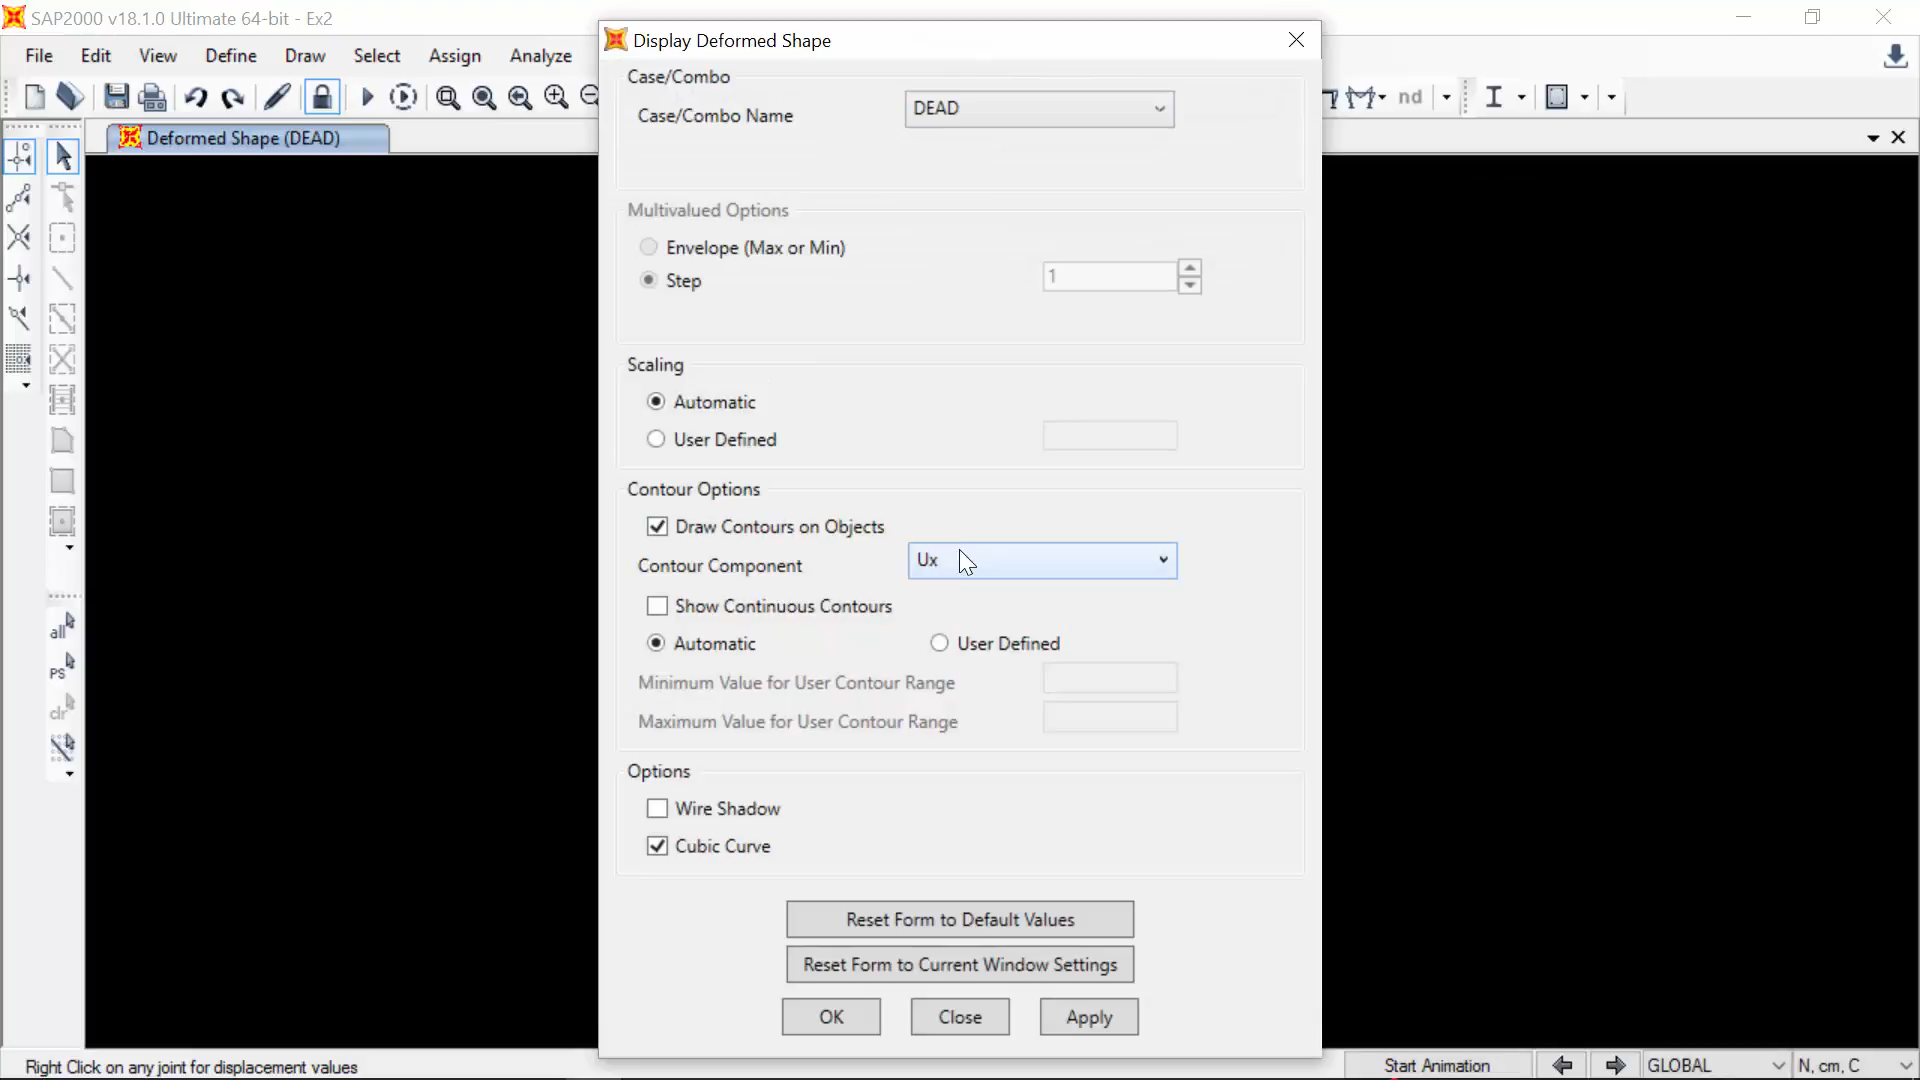 SAP2000 v18.1.0 Ultimate 64-bit - Ex2
File Edit View Define Draw Select Assign Analyze
nd
Deformed Shape (DEAD)
all
PS
clr
Display Deformed Shape
Case/Combo
Case/Combo Name DEAD
Multivalued Options
Envelope (Max or Min)
Step 1
Scaling
Automatic
User Defined
Contour Options
Draw Contours on Objects
Contour Component Ux
Show Continuous Contours
Automatic User Defined
Minimum Value for User Contour Range
Maximum Value for User Contour Range
Options
Wire Shadow
Cubic Curve
Reset Form to Default Values
Reset Form to Current Window Settings
OK Close Apply
Right Click on any joint for displacement values Start Animation GLOBAL N, cm, C